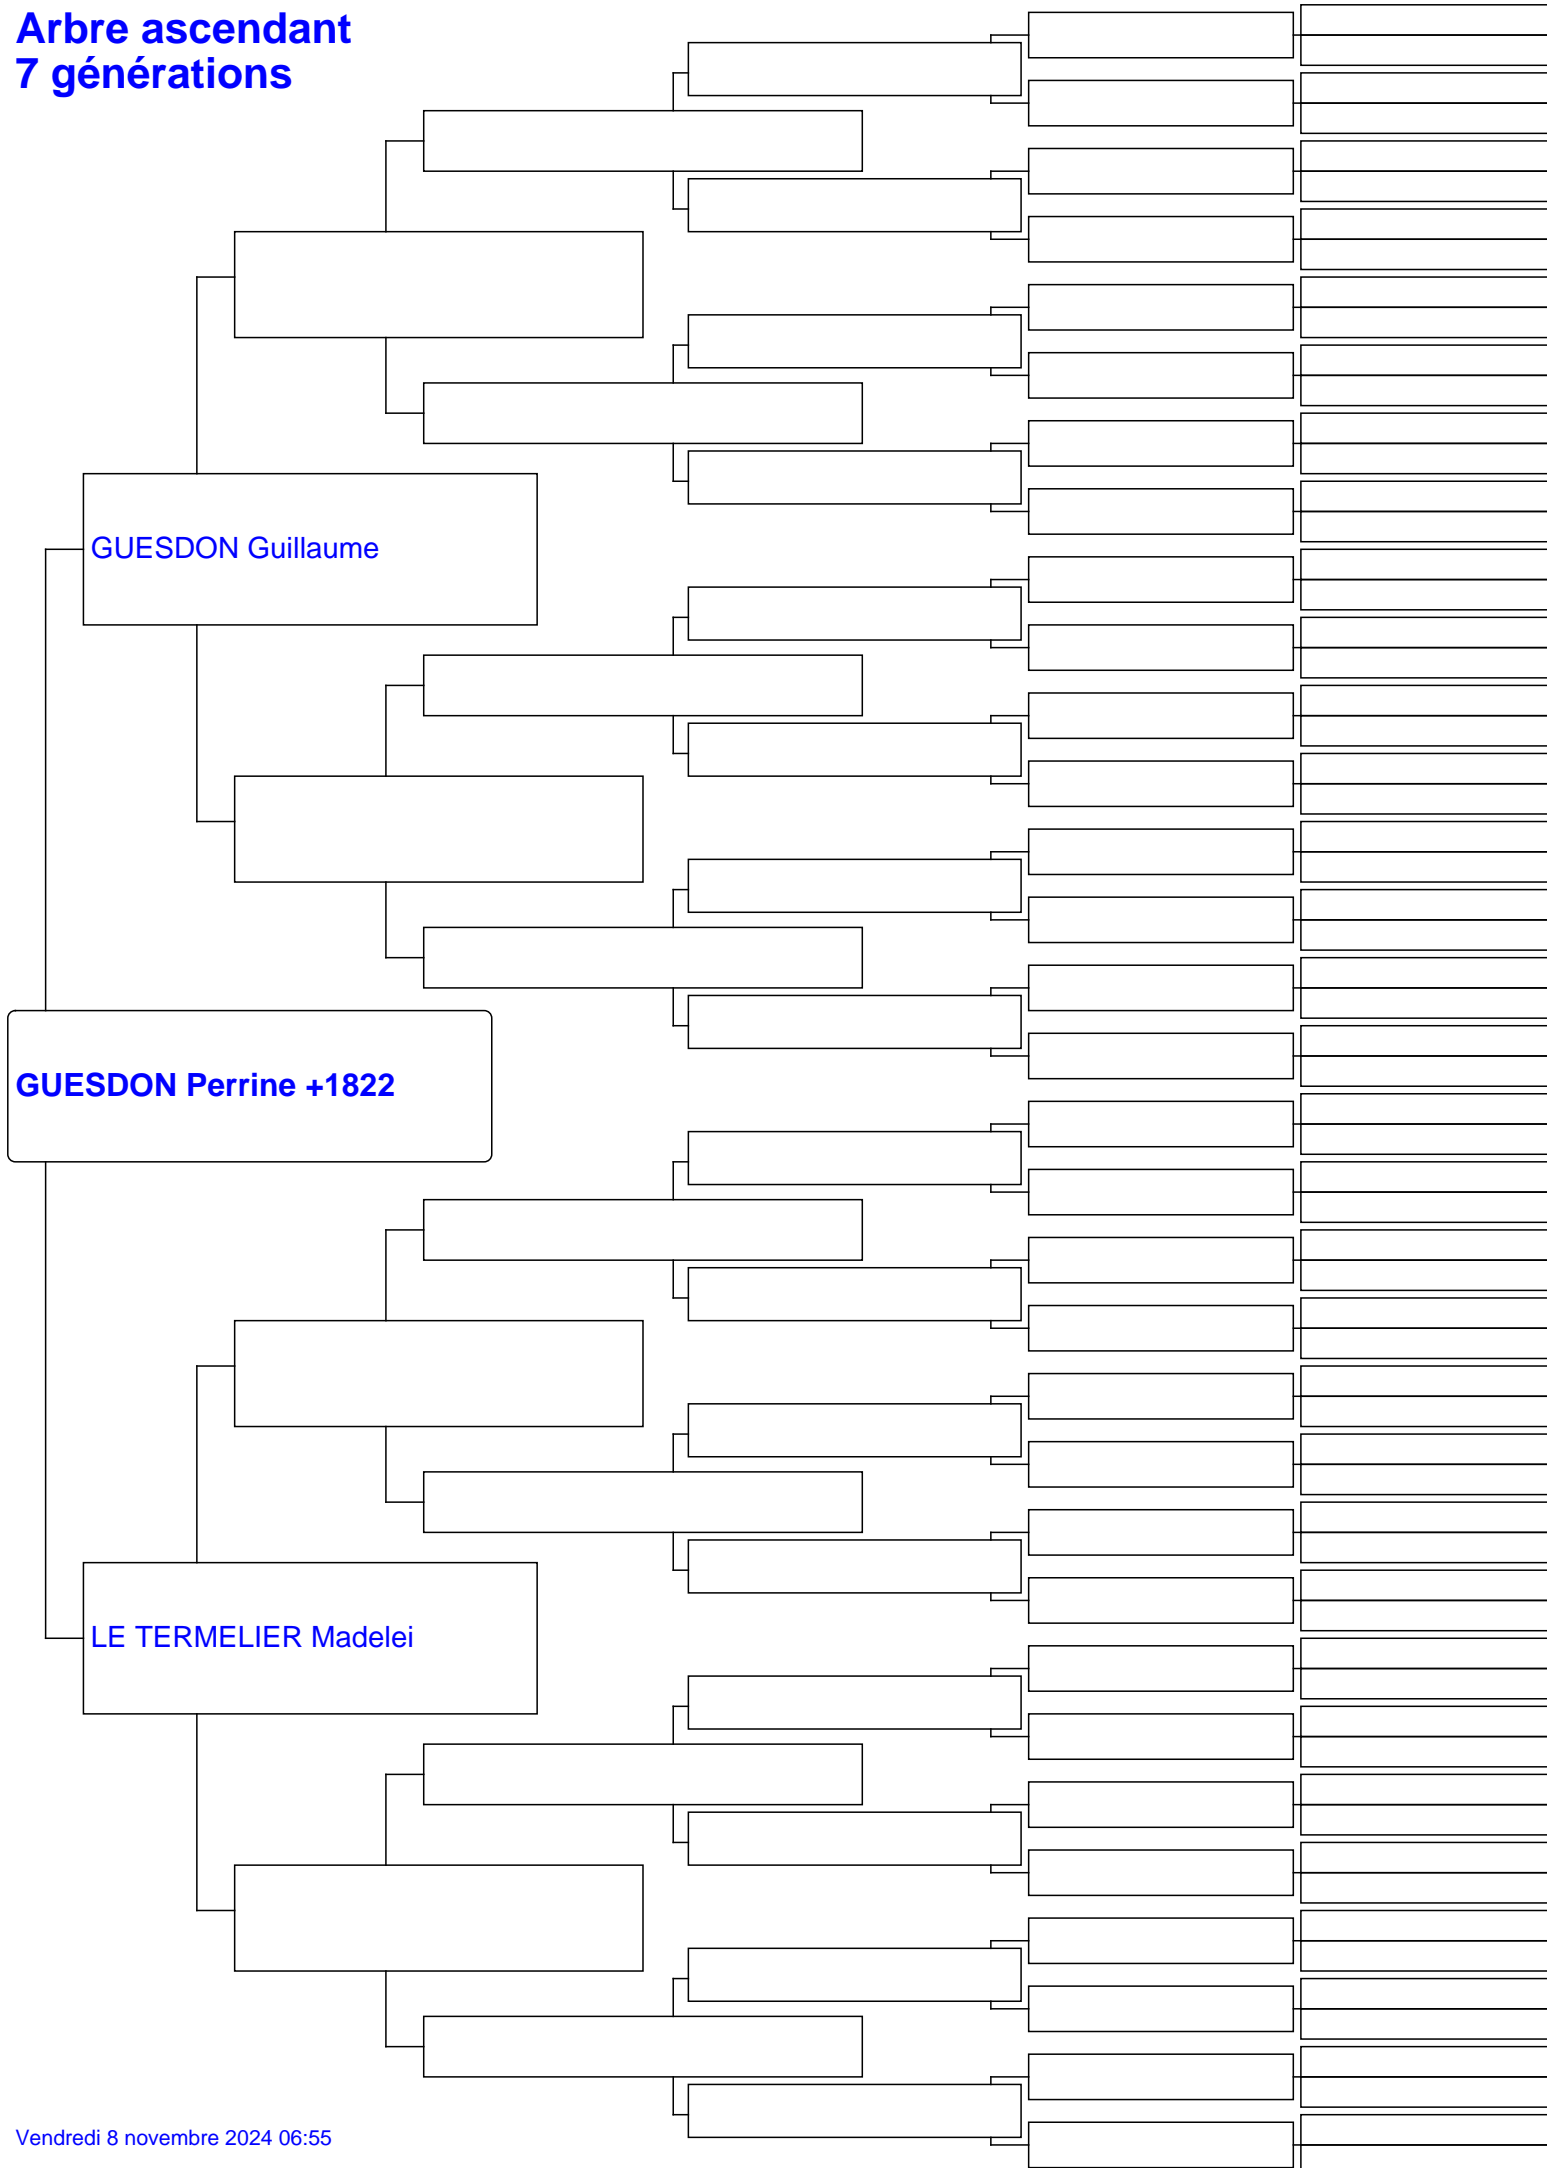 Arbre ascendant
7 générations
GUESDON Guillaume
GUESDON Perrine +1822
LE TERMELIER Madelei
Vendredi 8 novembre 2024 06:55